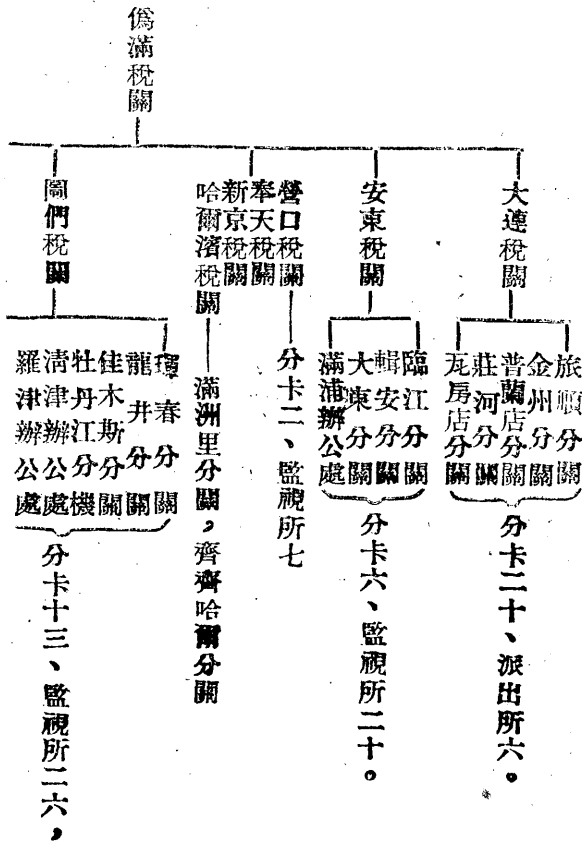 偽滿稅關
大連稅關
旅順分關
金州分關
普蘭店分關
莊河分關
瓦房店分關
分卡二十、派出所六。
安東稅關
臨江分關
輯安分關
大東分關
滿浦辦公處
分卡六、監視所二十。
營口稅關
分卡二、監視所七
奉天稅關
新京稅關
哈爾濱稅關
滿洲里分關，齊齊哈爾分關
圖們稅關
琿春分關
龍井分關
佳木斯分關
牡丹江分機
清津辦公處
羅津辦公處
分卡十三、監視所二六，